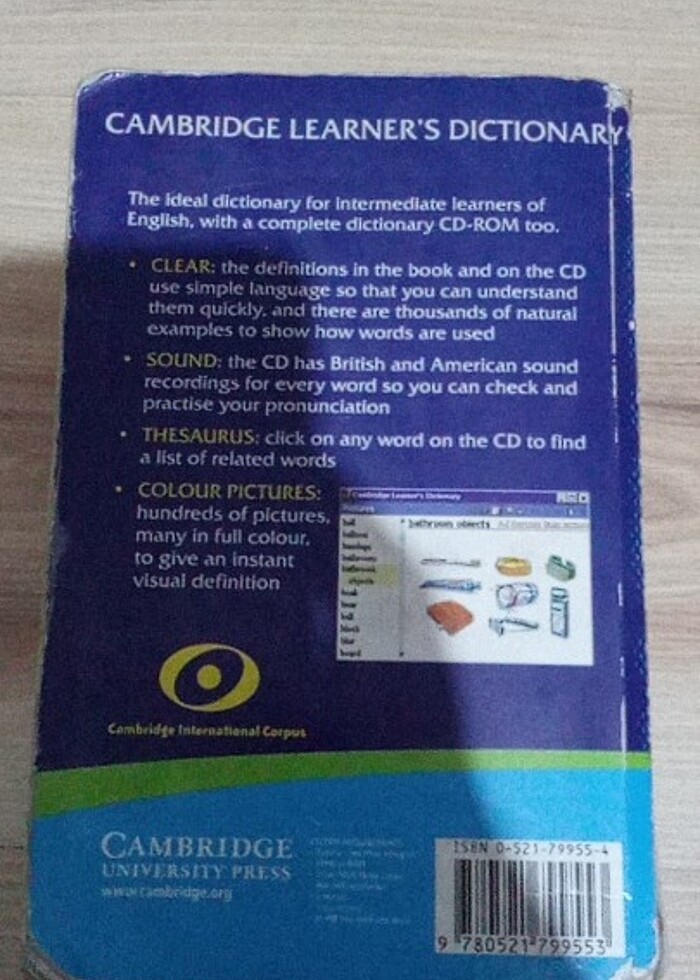 CAMBRIDGE LEARNER'S DICTIONARY
The ideal dictionary for intermediate learners of
English, with a complete dictionary CD-ROM too.
• CLEAR: the definitions in the book and on the CD
use simple language so that you can understand
them quickly, and there are thousands of natural
examples to show how words are used
• SOUND: the CD has British and American sound
recordings for every word so you can check and
practise your pronunciation
• THESAURUS: click on any word on the CD to find
a list of related words
• COLOUR PICTURES:
hundreds of pictures,
many in full colour,
to give an instant
visual definition
Cambridge Learner's Dictionary
Pictures
bathroom objects
Cambridge International Corpus
CAMBRIDGE
UNIVERSITY PRESS
www.cambridge.org
ISBN 0-521-79955-4
9 780521 799553